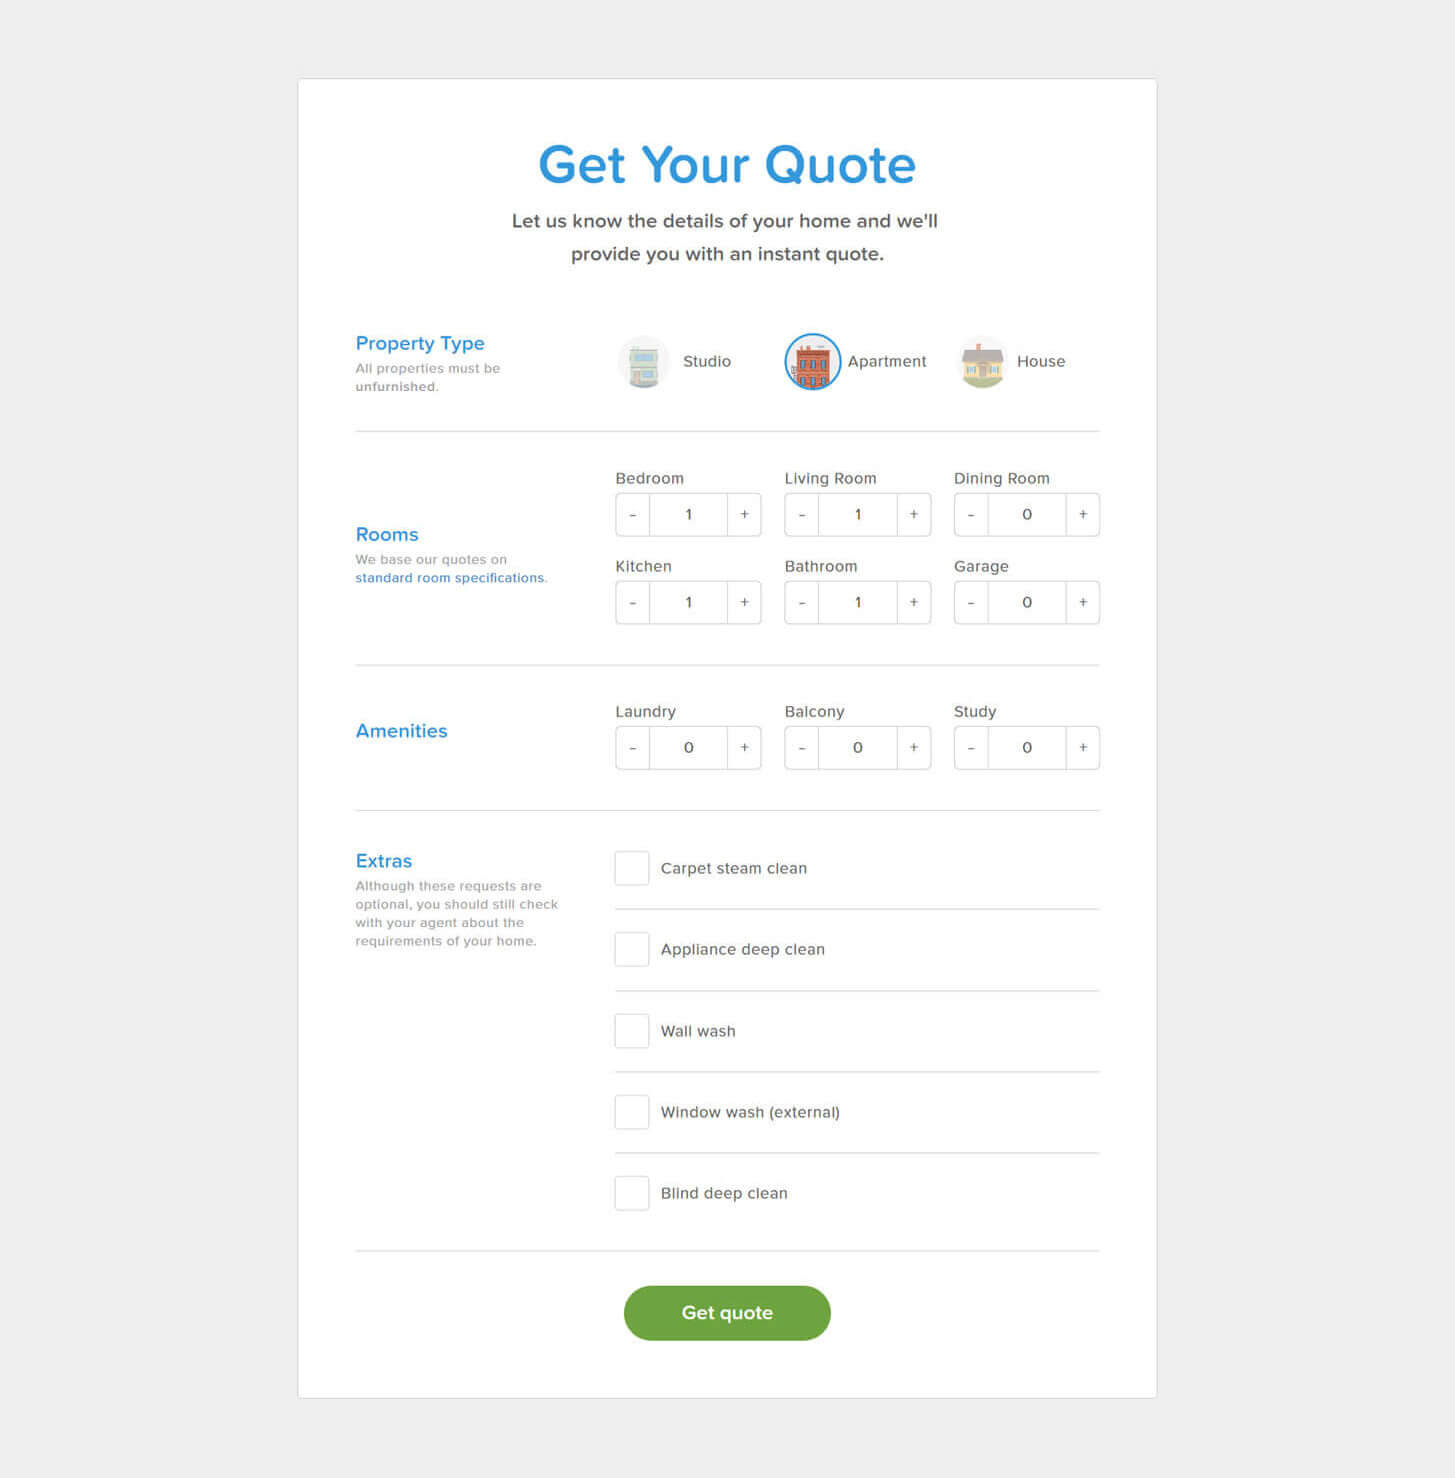 Get Your Quote
Let us know the details of your home and we'll
provide you with an instant quote.
Property Type
All properties must be
unfurnished.
Studio
Apartment
House
Rooms
We base our quotes on
standard room specifications.
Bedroom
Living Room
Dining Room
- 1 +
- 1 +
- 0 +
Kitchen
Bathroom
Garage
- 1 +
- 1 +
- 0 +
Amenities
Laundry
Balcony
Study
- 0 +
- 0 +
- 0 +
Extras
Although these requests are
optional, you should still check
with your agent about the
requirements of your home.
Carpet steam clean
Appliance deep clean
Wall wash
Window wash (external)
Blind deep clean
Get quote